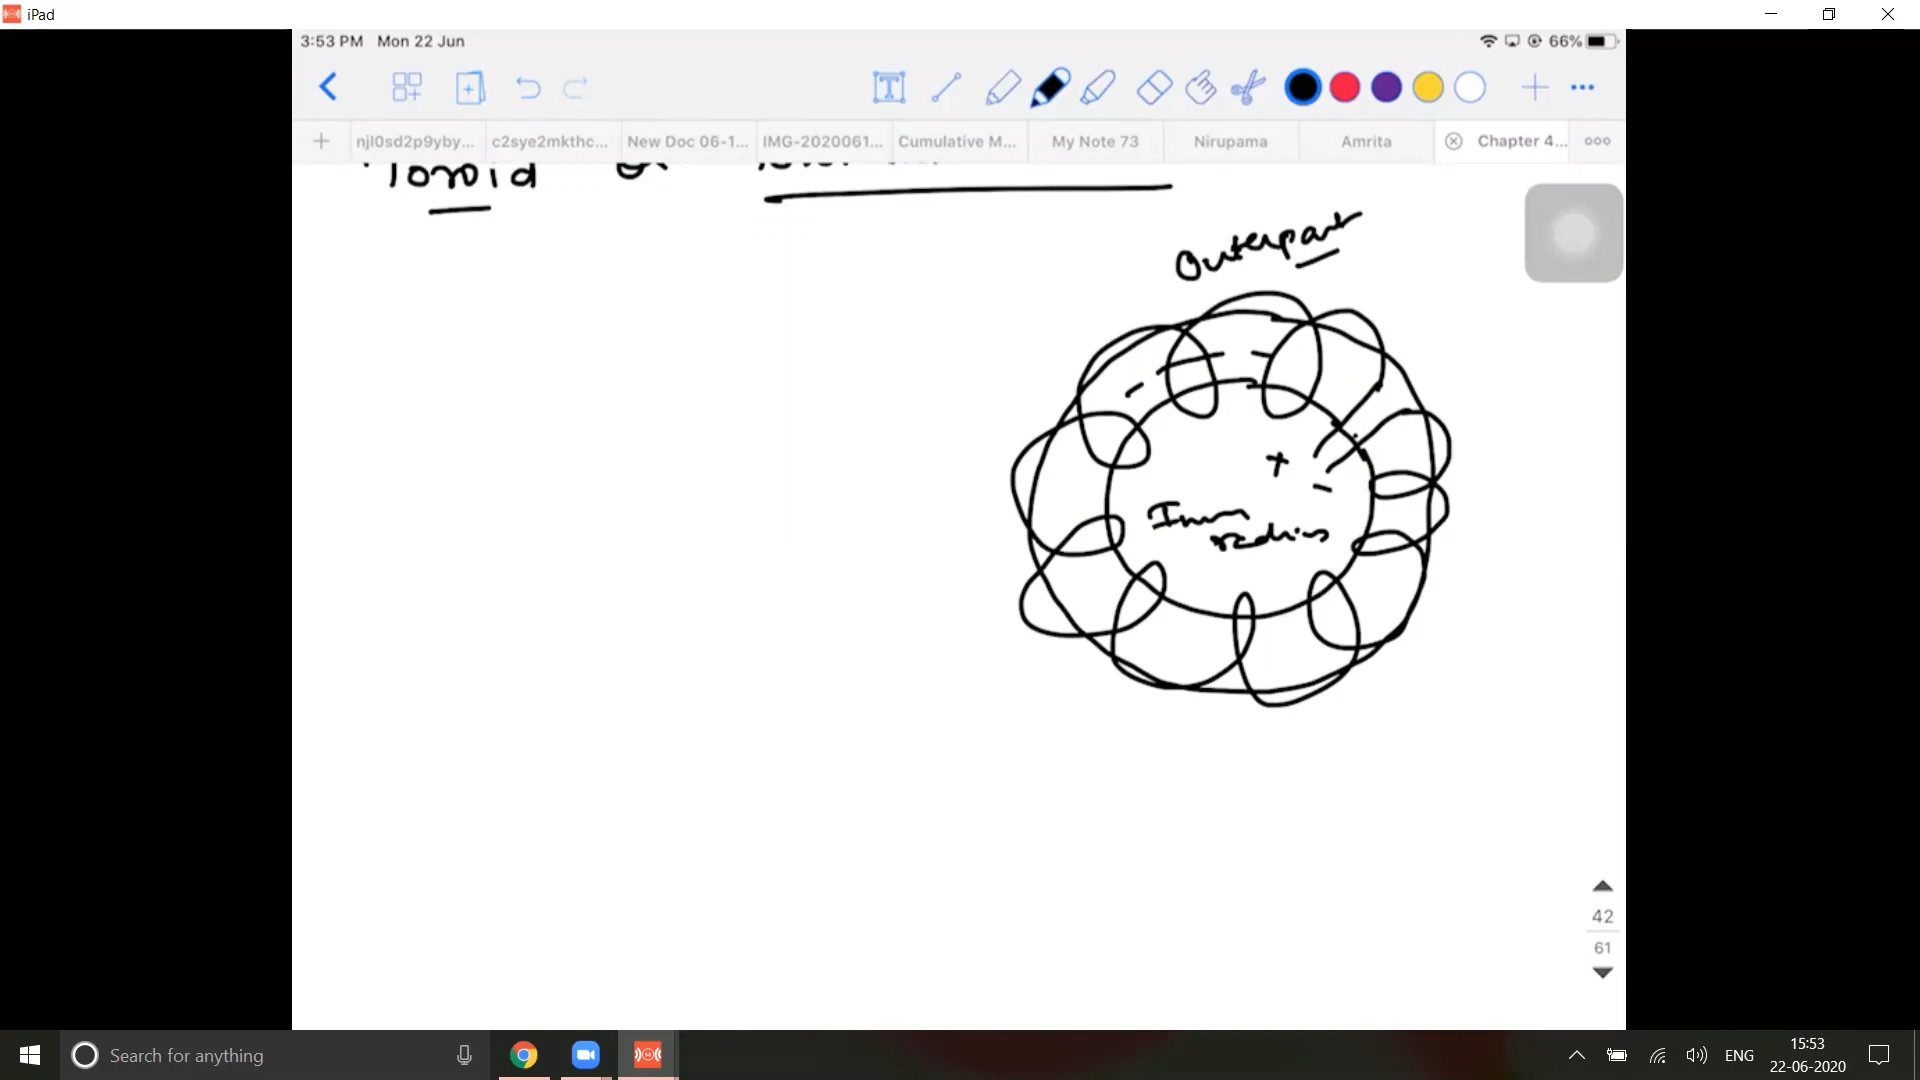 iPad
3:53 PM Mon 22 Jun
66%
T
njl0sd2p9yby... c2sye2mkthc... New Doc 06-1... IMG-2020061... Cumulative M... My Note 73 Nirupama Amrita Chapter 4...
Toroid
Outerpart
+
-
Inner
radius
42
61
Search for anything
ENG
15:53
22-06-2020